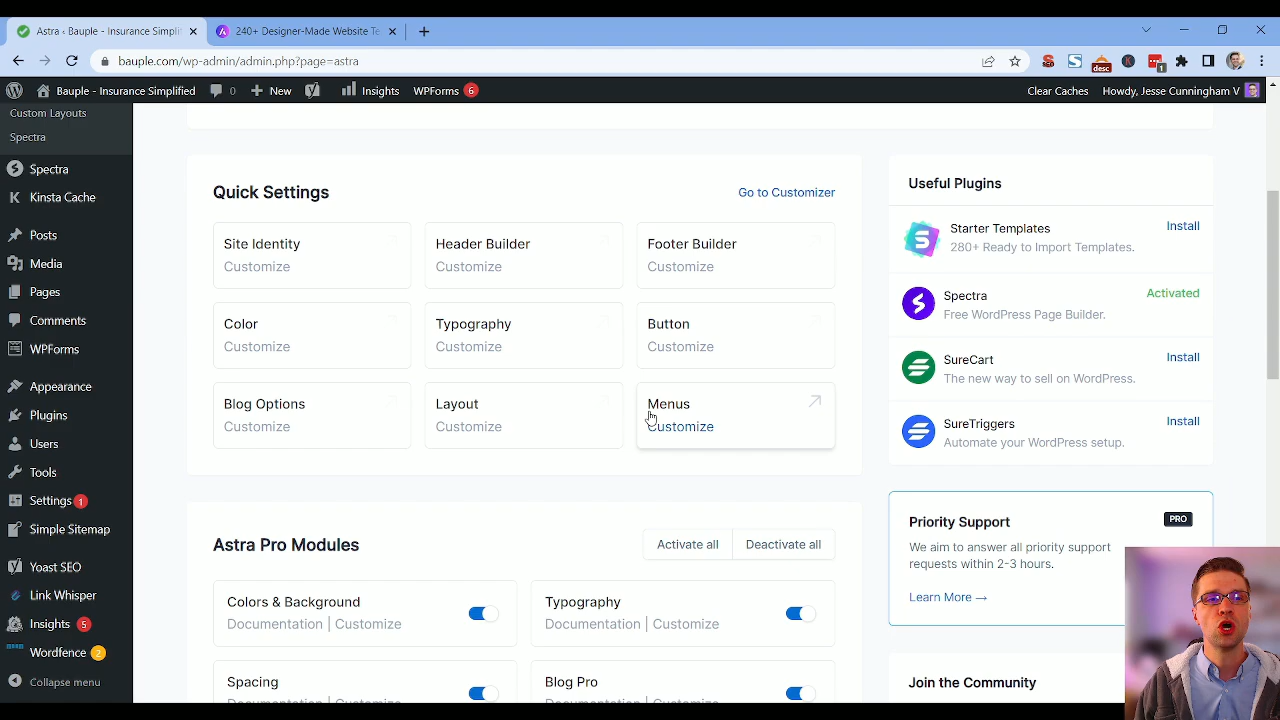 Astra ‹ Bauple - Insurance Simpli
240+ Designer-Made Website Te
bauple.com/wp-admin/admin.php?page=astra
desc
1
Bauple - Insurance Simplified
0
New
Insights
WPForms 6
Clear Caches
Howdy, Jesse Cunningham V
Custom Layouts
Spectra
Spectra
Kinsta Cache
Posts
Media
Pages
Comments
WPForms
Appearance
Plugins
Users
Tools
Settings 1
Simple Sitemap
Yoast SEO
Link Whisper
Insights 5
Wordfence 2
Collapse menu
Quick Settings
Go to Customizer
Site Identity
Customize
Header Builder
Customize
Footer Builder
Customize
Color
Customize
Typography
Customize
Button
Customize
Blog Options
Customize
Layout
Customize
Menus
Customize
Astra Pro Modules
Activate all
Deactivate all
Colors & Background
Documentation | Customize
Typography
Documentation | Customize
Spacing
Documentation | Customize
Blog Pro
Documentation | Customize
Useful Plugins
Starter Templates
Install
280+ Ready to Import Templates.
Spectra
Activated
Free WordPress Page Builder.
SureCart
Install
The new way to sell on WordPress.
SureTriggers
Install
Automate your WordPress setup.
Priority Support
PRO
We aim to answer all priority support
requests within 2-3 hours.
Learn More →
Join the Community